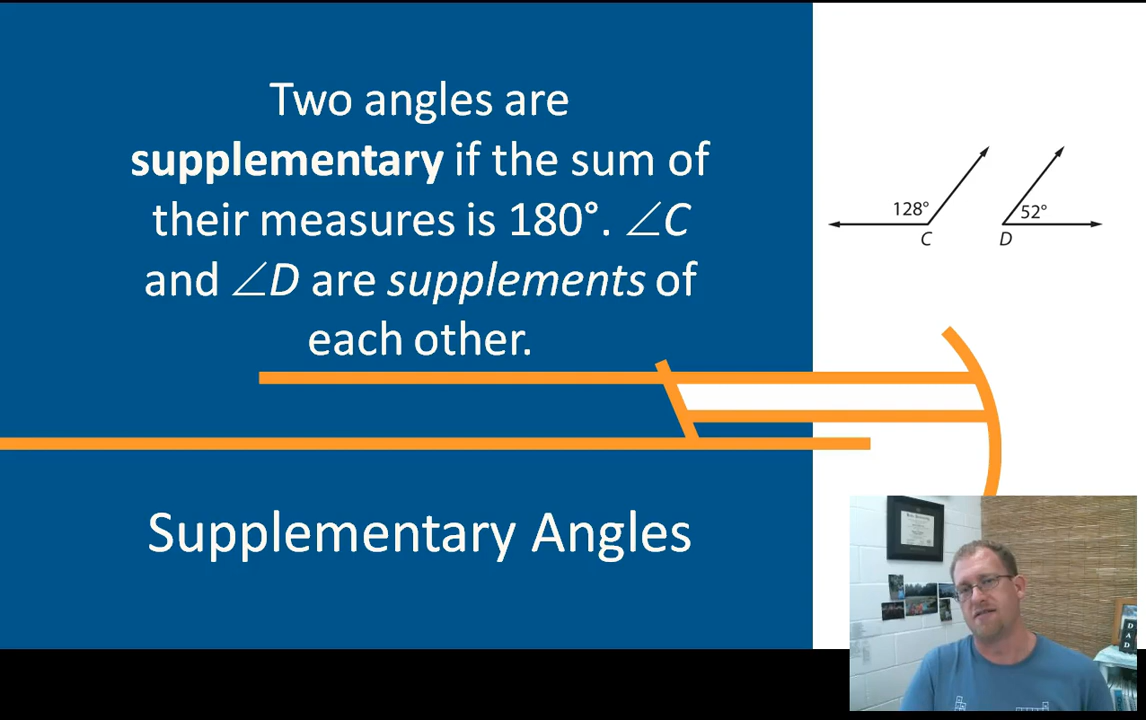 Two angles are
supplementary if the sum of
their measures is 180°. ∠C
and ∠D are supplements of
each other.
128°
52°
C
D
Supplementary Angles
DAD